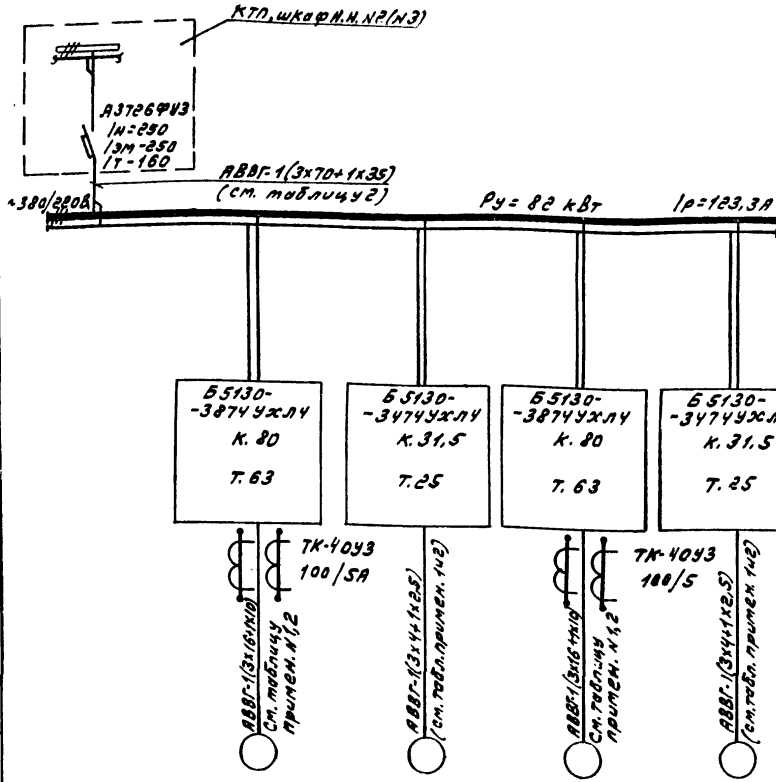 КТП, шкаф Н.Н. №2 (№3)
А3726ФУ3
Iн=250
Iэм-250
Iт-160
АВВГ-1(3х70+1х35)
(см. таблицу 2)
~380/220В
Ру = 82 кВт
Iр=123,3А
Б5130-
-3874УХЛ4
К. 80
Т. 63
Б5130-
-3474УХЛ4
К. 31,5
Т. 25
Б5130-
-3874УХЛ4
К. 80
Т. 63
Б5130-
-3474УХЛ
К. 31,5
Т. 25
ТК-40У3
100/5А
АВВГ-1(3х16+1х10)
См. таблицу
примеч. №1,2
АВВГ-1(3х4+1х2,5)
(см. табл. примеч. 1и2)
ТК-40У3
100/5
АВВГ-1(3х16+1х10)
См. таблицу
примеч. №1,2
АВВГ-1(3х4+1х2,5)
(см. табл. примеч. 1и2)